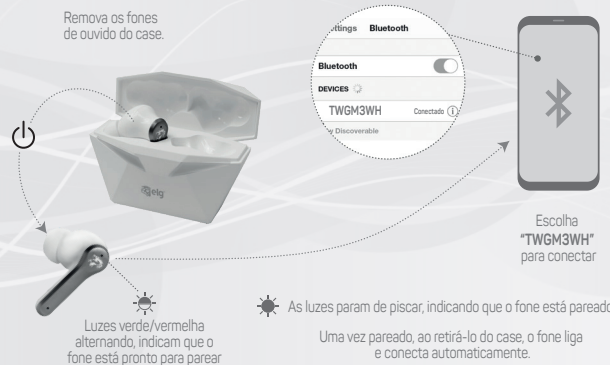 Remova os fones
de ouvido do case.
ttings Bluetooth
Bluetooth
DEVICES
TWGM3WH Conectado
Discoverable
elg
Escolha
"TWGM3WH"
para conectar
Luzes verde/vermelha
alternando, indicam que o
fone está pronto para parear
As luzes param de piscar, indicando que o fone está pareado
Uma vez pareado, ao retirá-lo do case, o fone liga
e conecta automaticamente.